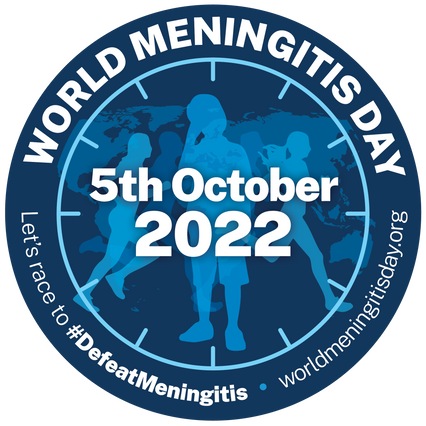 WORLD MENINGITIS DAY
5th October
2022
Let's race to #DefeatMeningitis • worldmeningitisday.org